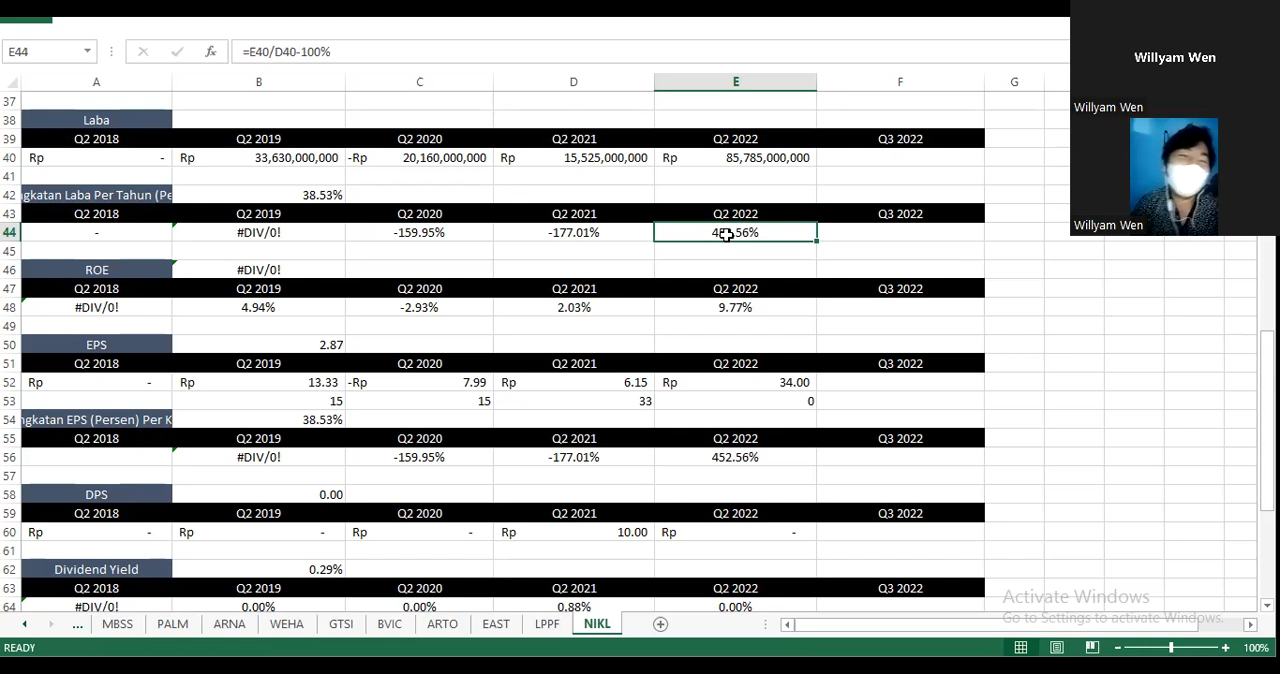 E44 fx =E40/D40-100%
A B C D E F G
37
38 Laba
39 Q2 2018 Q2 2019 Q2 2020 Q2 2021 Q2 2022 Q3 2022
40 Rp - Rp 33,630,000,000 -Rp 20,160,000,000 Rp 15,525,000,000 Rp 85,785,000,000
41
42 gkatan Laba Per Tahun (Pe 38.53%
43 Q2 2018 Q2 2019 Q2 2020 Q2 2021 Q2 2022 Q3 2022
44 - #DIV/0! -159.95% -177.01%
45
46 ROE #DIV/0!
47 Q2 2018 Q2 2019 Q2 2020 Q2 2021 Q2 2022 Q3 2022
48 #DIV/0! 4.94% -2.93% 2.03% 9.77%
49
50 EPS 2.87
51 Q2 2018 Q2 2019 Q2 2020 Q2 2021 Q2 2022 Q3 2022
52 Rp - Rp 13.33 -Rp 7.99 Rp 6.15 Rp 34.00
53 15 15 33 0
54 ngkatan EPS (Persen) Per K 38.53%
55 Q2 2018 Q2 2019 Q2 2020 Q2 2021 Q2 2022 Q3 2022
56 #DIV/0! -159.95% -177.01% 452.56%
57
58 DPS 0.00
59 Q2 2018 Q2 2019 Q2 2020 Q2 2021 Q2 2022 Q3 2022
60 Rp - Rp - Rp - Rp 10.00 Rp -
61
62 Dividend Yield 0.29%
63 Q2 2018 Q2 2019 Q2 2020 Q2 2021 Q2 2022 Q3 2022
64 #DIV/0! 0.00% 0.00% 0.88% 0.00%
... MBSS PALM ARNA WEHA GTSI BVIC ARTO EAST LPPF NIKL
READY 100%
Willyam Wen
Willyam Wen
Willyam Wen
Activate Windows
Go to Settings to activate Windows.